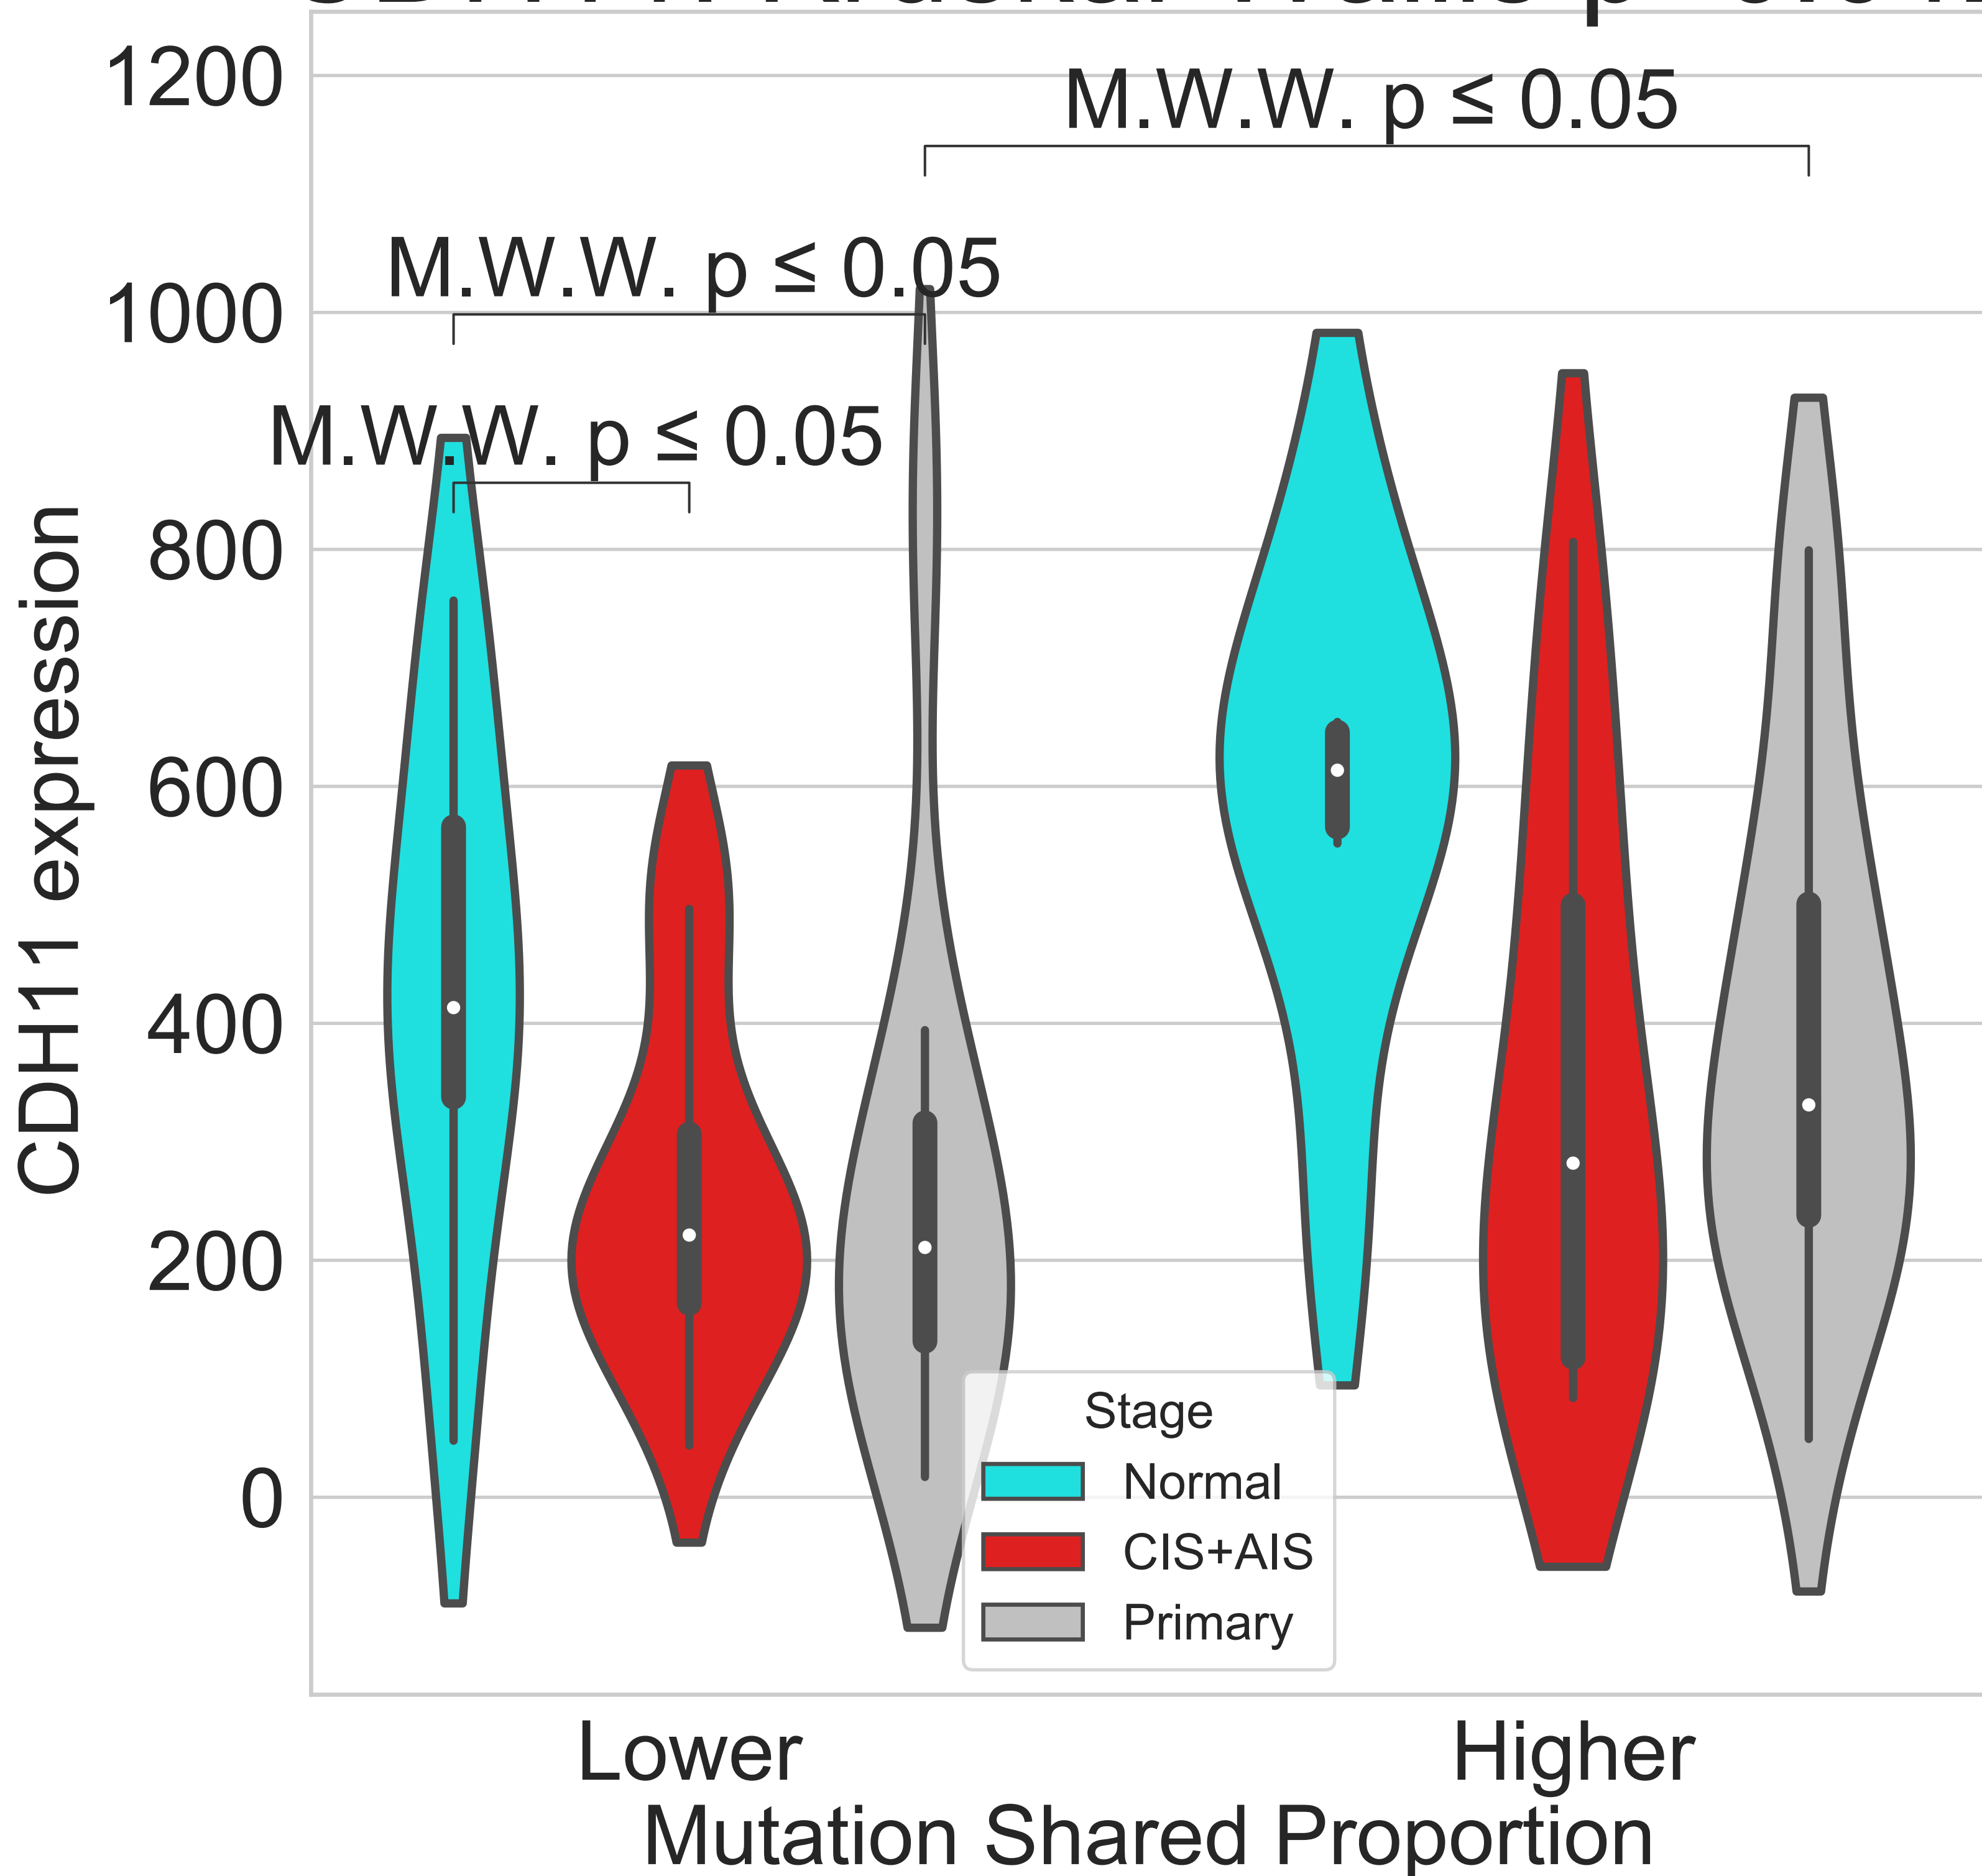 1200
1000
800
600
400
200
0
CDH11 expression
M.W.W. p ≤ 0.05
M.W.W. p ≤ 0.05
M.W.W. p ≤ 0.05
Stage
Normal
CIS+AIS
Primary
Lower
Higher
Mutation Shared Proportion